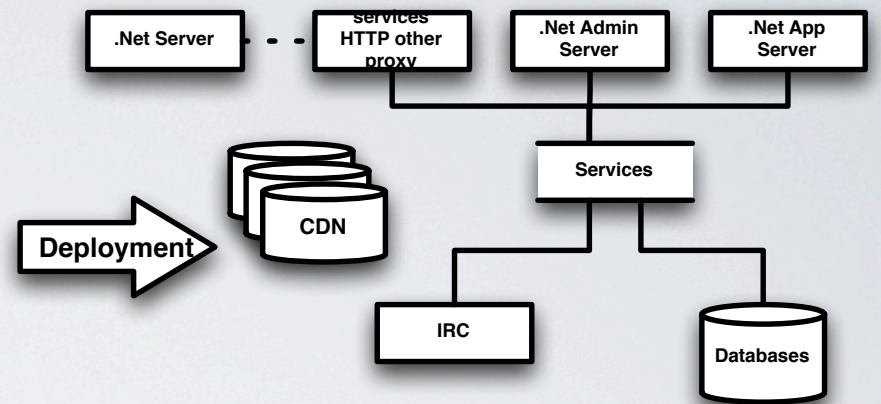 .Net Server
services
HTTP other
proxy
.Net Admin
Server
.Net App
Server
Services
CDN
Deployment
IRC
Databases